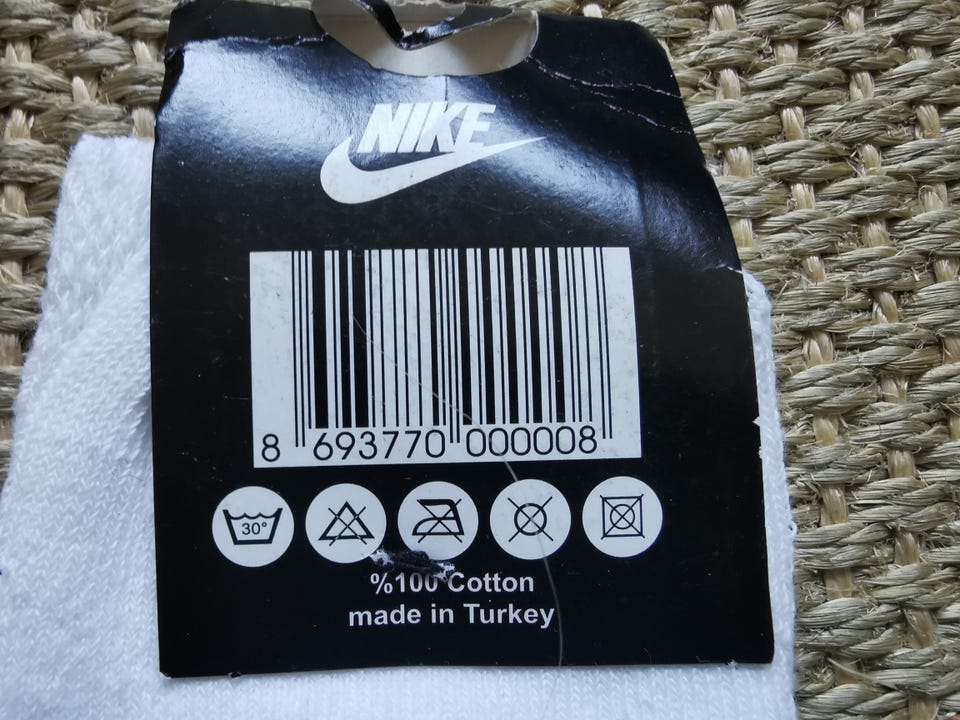 NIKE
8 693770 000008
30°
%100 Cotton
made in Turkey